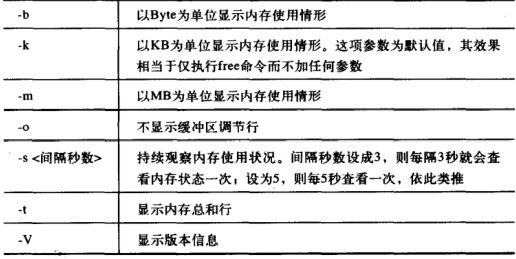 -b 以Byte为单位显示内存使用情形
-k 以KB为单位显示内存使用情形。这项参数为默认值，其效果
相当于仅执行free命令而不加任何参数
-m 以MB为单位显示内存使用情形
-o 不显示缓冲区调节行
-s <间隔秒数> 持续观察内存使用状况。间隔秒数设成3，则每隔3秒就会查
看内存状态一次；设为5，则每5秒查看一次，依此类推
-t 显示内存总和行
-V 显示版本信息